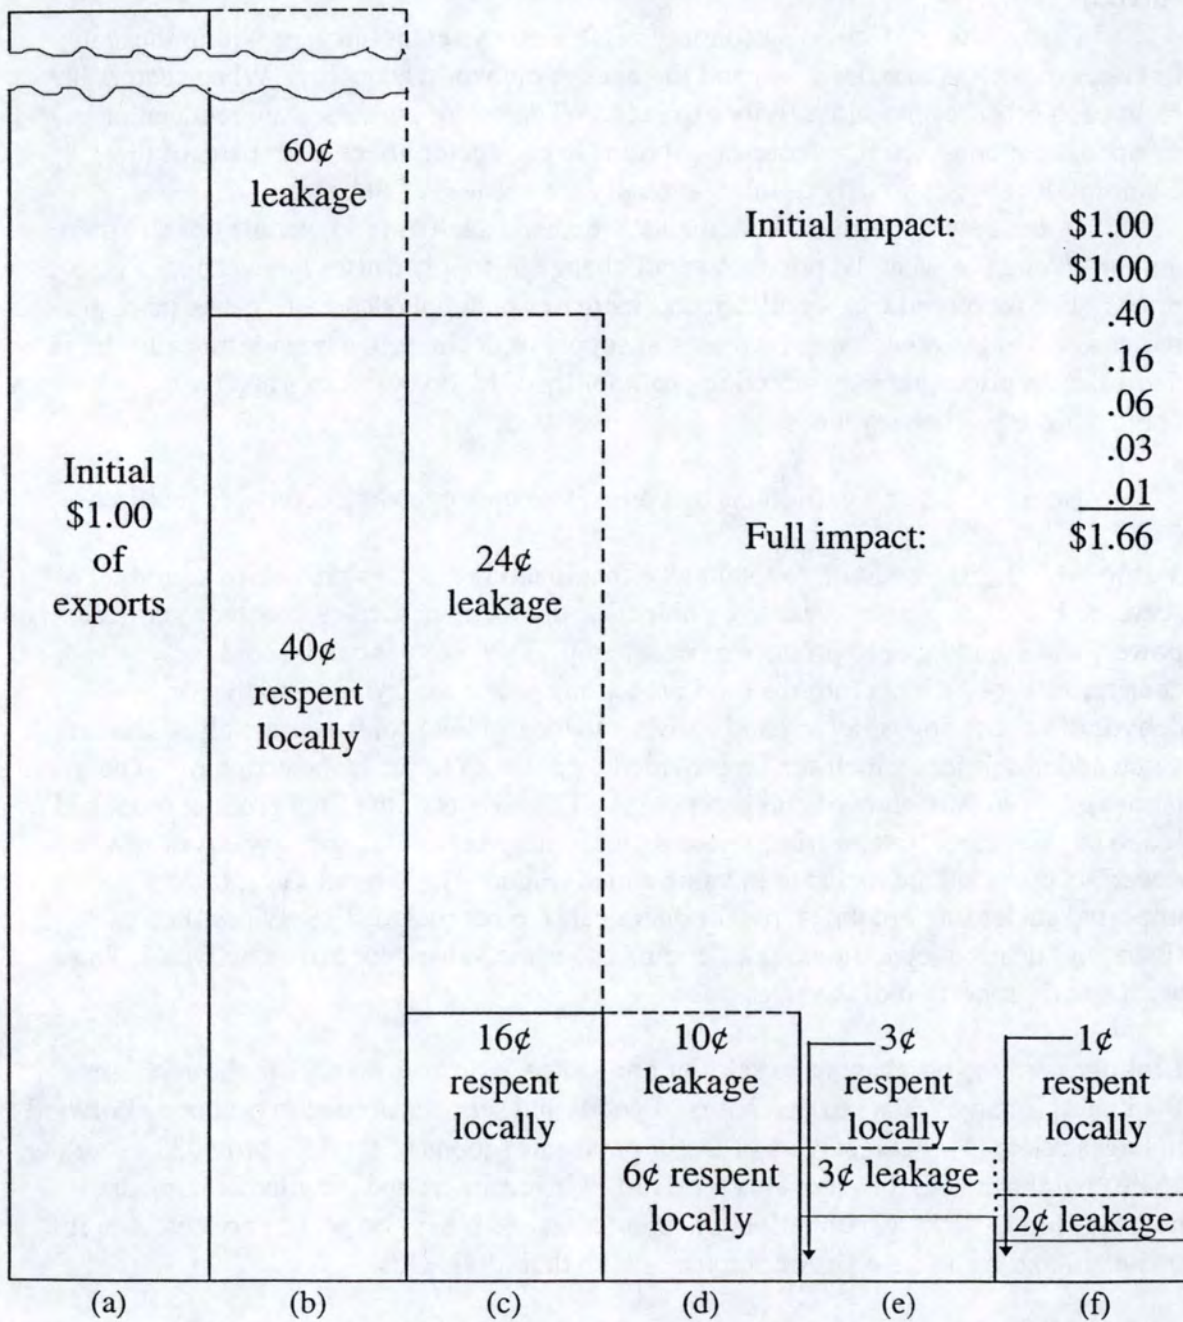 60¢
leakage
Initial impact: $1.00
$1.00
.40
.16
.06
.03
.01
Full impact: $1.66
Initial
$1.00
of
exports
40¢
respent
locally
24¢
leakage
16¢
respent
locally
10¢
leakage
6¢ respent
locally
3¢
respent
locally
3¢ leakage
1¢
respent
locally
2¢ leakage
(a) (b) (c) (d) (e) (f)